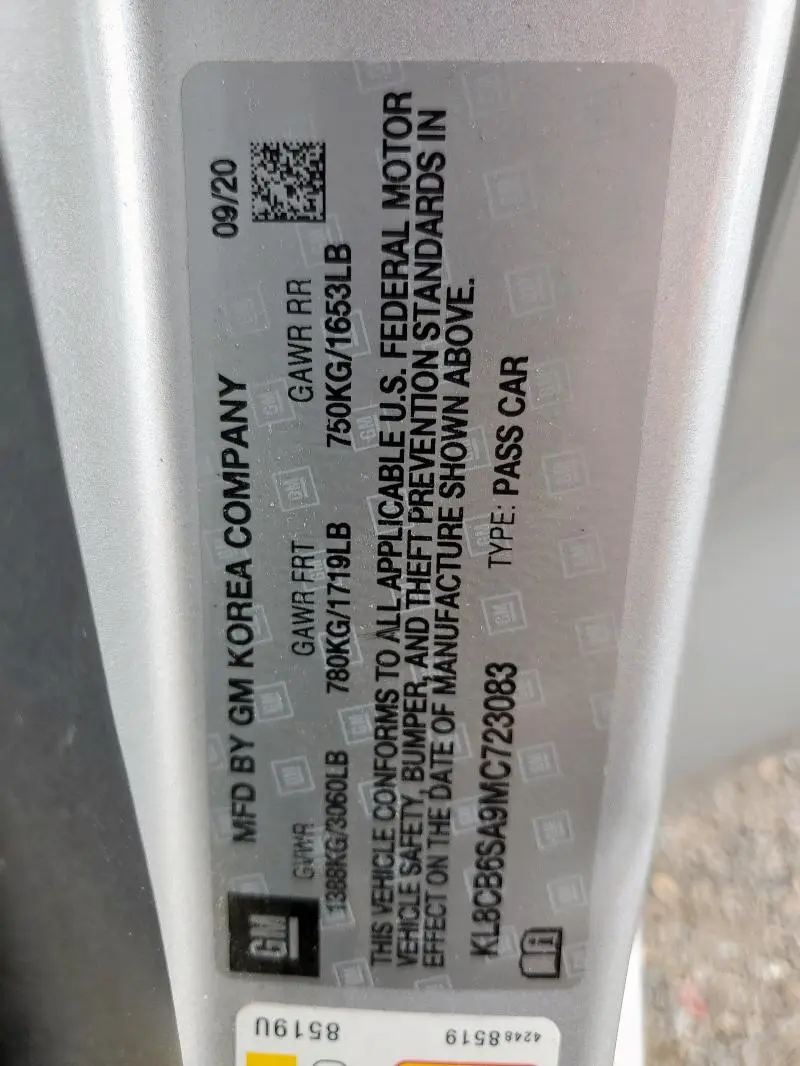 GM
MFD BY GM KOREA COMPANY 09/20
GVWR GAWR FRT GAWR RR
1388KG/3060LB 780KG/1719LB 750KG/1653LB
THIS VEHICLE CONFORMS TO ALL APPLICABLE U.S. FEDERAL MOTOR
VEHICLE SAFETY, BUMPER, AND THEFT PREVENTION STANDARDS IN
EFFECT ON THE DATE OF MANUFACTURE SHOWN ABOVE.
KL8CB6SA9MC723083 TYPE: PASS CAR
42488519
8519U